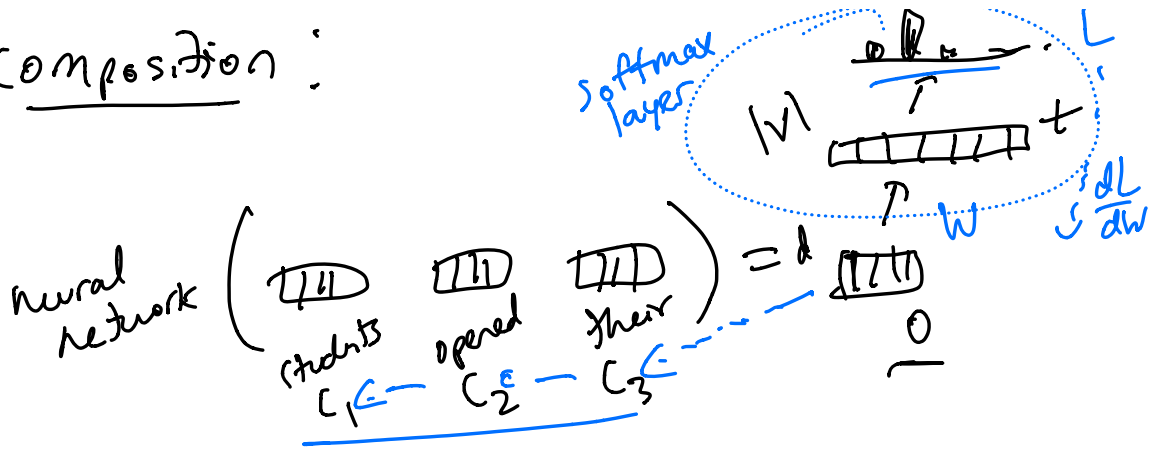 Composition :
softmax
layer
L
|V|
t
W
dL
dW
neural
network
( students opened their ) = d
C1 C2 C3
o